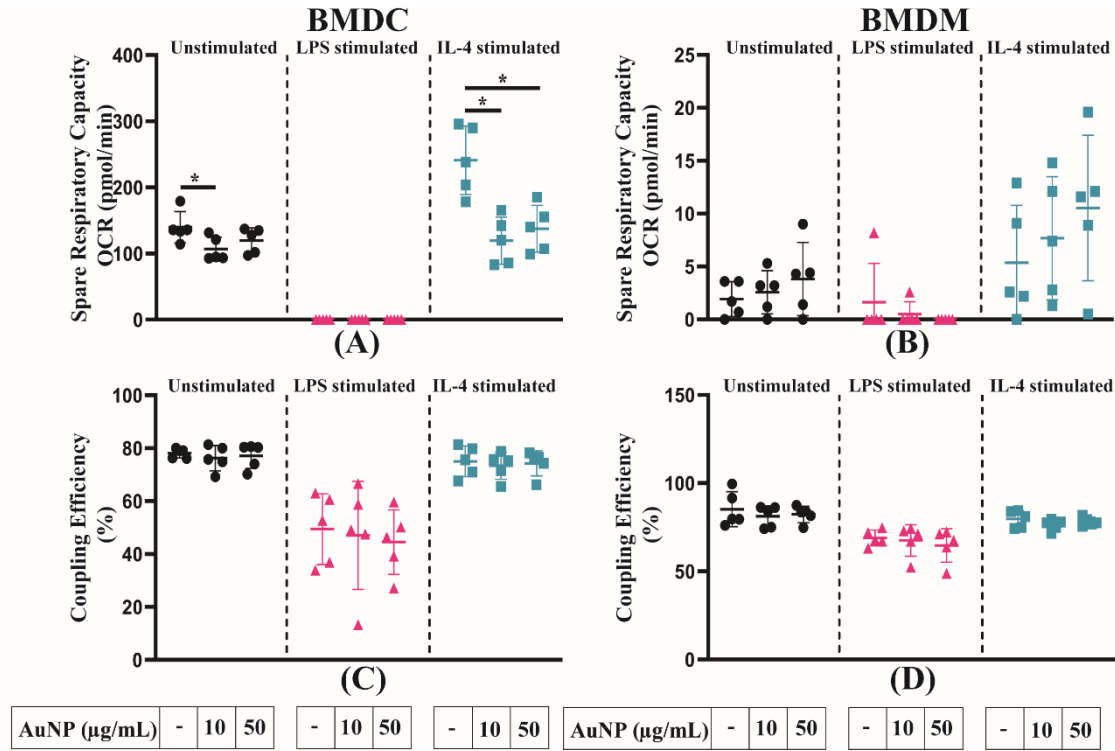 BMDC
BMDM
Unstimulated LPS stimulated IL-4 stimulated
Spare Respiratory Capacity
OCR (pmol/min)
400
300
200
100
0
*
*
*
(A)
Unstimulated LPS stimulated IL-4 stimulated
Spare Respiratory Capacity
OCR (pmol/min)
25
20
15
10
5
0
(B)
Unstimulated LPS stimulated IL-4 stimulated
Coupling Efficiency
(%)
100
80
60
40
20
0
(C)
Unstimulated LPS stimulated IL-4 stimulated
Coupling Efficiency
(%)
150
100
50
0
(D)
AuNP (µg/mL) - 10 50 - 10 50 - 10 50
AuNP (µg/mL) - 10 50 - 10 50 - 10 50